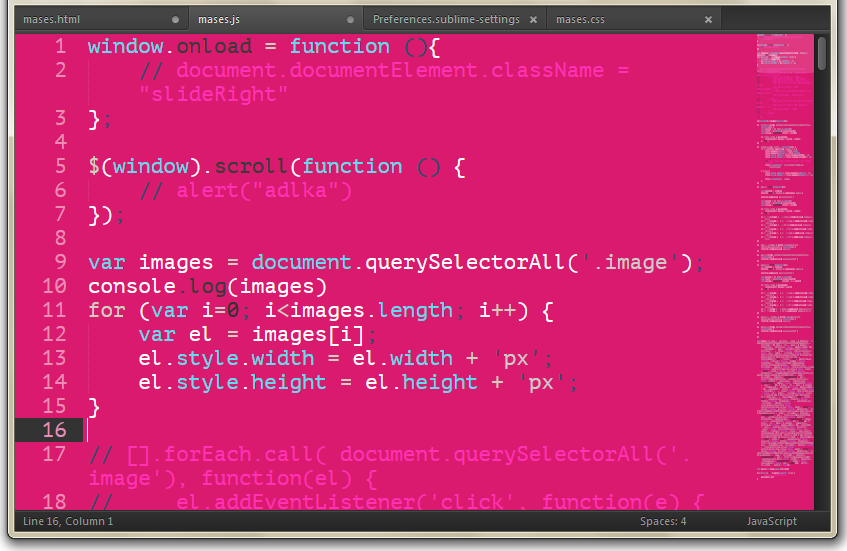 mases.html
mases.js
Preferences.sublime-settings
mases.css
1 window.onload = function (){
2 // document.documentElement.className =
"slideRight"
3 };
4
5 $(window).scroll(function () {
6 // alert("adlka")
7 });
8
9 var images = document.querySelectorAll('.image');
10 console.log(images)
11 for (var i=0; i<images.length; i++) {
12 var el = images[i];
13 el.style.width = el.width + 'px';
14 el.style.height = el.height + 'px';
15 }
16
17 // [].forEach.call( document.querySelectorAll('.
image'), function(el) {
18 // el.addEventListener('click', function(e) {
Line 16, Column 1
Spaces: 4
JavaScript